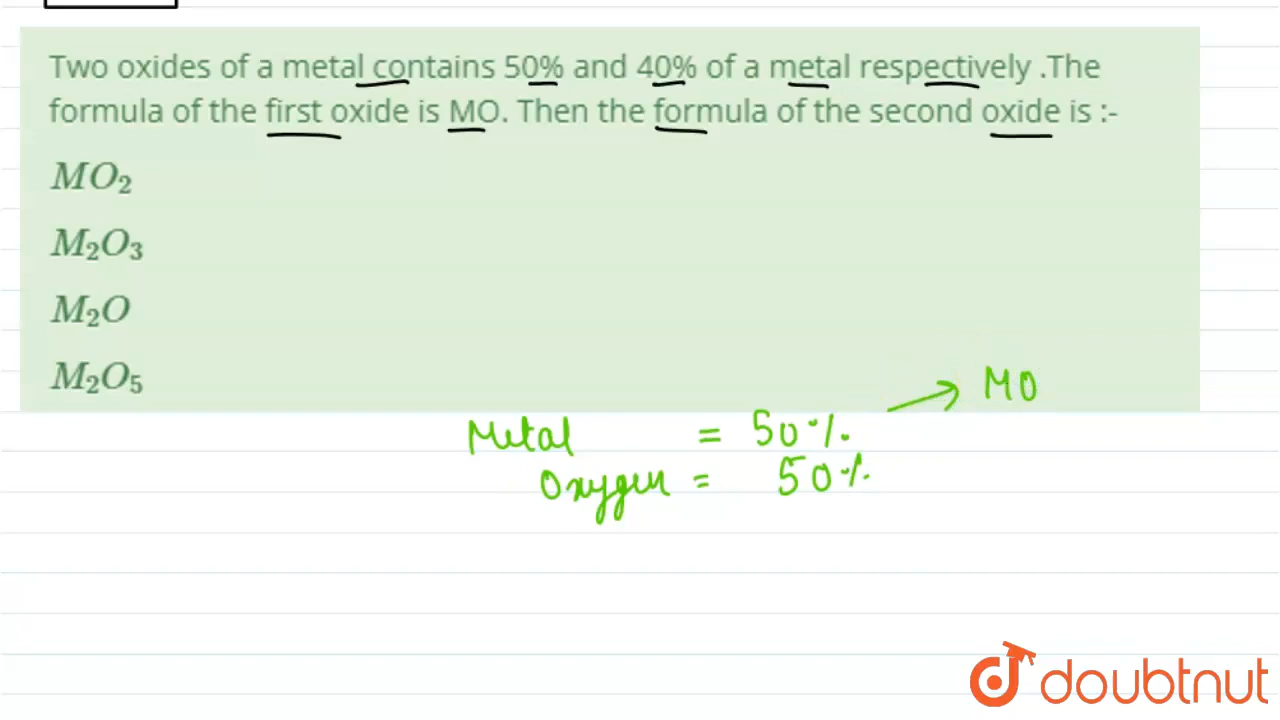 Two oxides of a metal contains 50% and 40% of a metal respectively .The
formula of the first oxide is MO. Then the formula of the second oxide is :-
MO₂
M₂O₃
M₂O
M₂O₅
Metal = 50% → MO
Oxygen = 50%
doubtnut